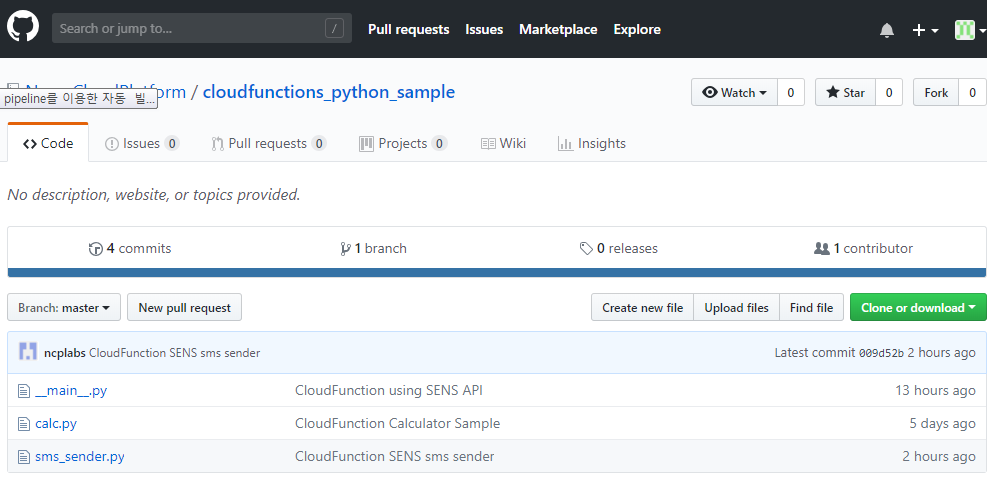 Search or jump to... /
Pull requests Issues Marketplace Explore
pipeline를 이용한 자동 빌...
CloudPlatform / cloudfunctions_python_sample
Watch 0 Star 0 Fork 0
Code Issues 0 Pull requests 0 Projects 0 Wiki Insights
No description, website, or topics provided.
4 commits 1 branch 0 releases 1 contributor
Branch: master New pull request Create new file Upload files Find file Clone or download
ncplabs CloudFunction SENS sms sender Latest commit 009d52b 2 hours ago
__main__.py CloudFunction using SENS API 13 hours ago
calc.py CloudFunction Calculator Sample 5 days ago
sms_sender.py CloudFunction SENS sms sender 2 hours ago